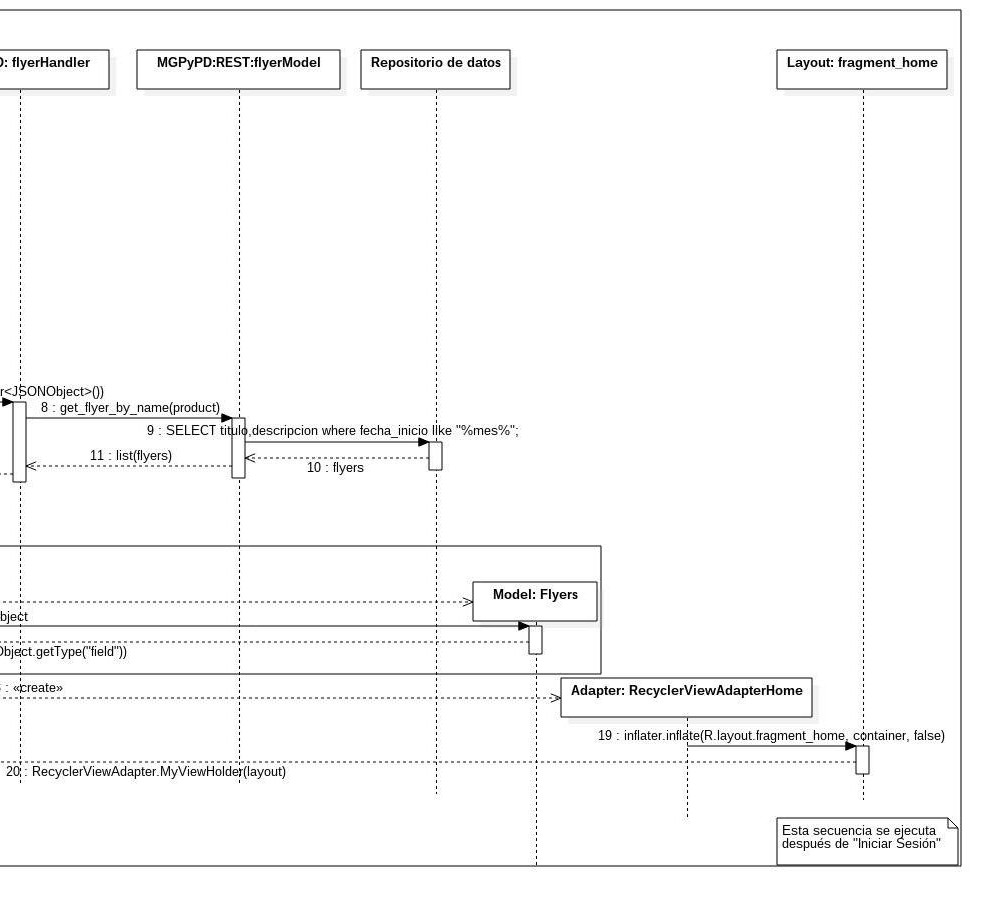 : flyerHandler
MGPyPD:REST:flyerModel
Repositorio de datos
Layout: fragment_home
r<JSONObject>())
8 : get_flyer_by_name(product)
9 : SELECT titulo,descripcion where fecha_inicio like "%mes%";
11 : list(flyers)
10 : flyers
Model: Flyers
bject
Object.getType("field"))
: «create»
Adapter: RecyclerViewAdapterHome
19 : inflater.inflate(R.layout.fragment_home, container, false)
20 : RecyclerViewAdapter.MyViewHolder(layout)
Esta secuencia se ejecuta
después de "Iniciar Sesión"